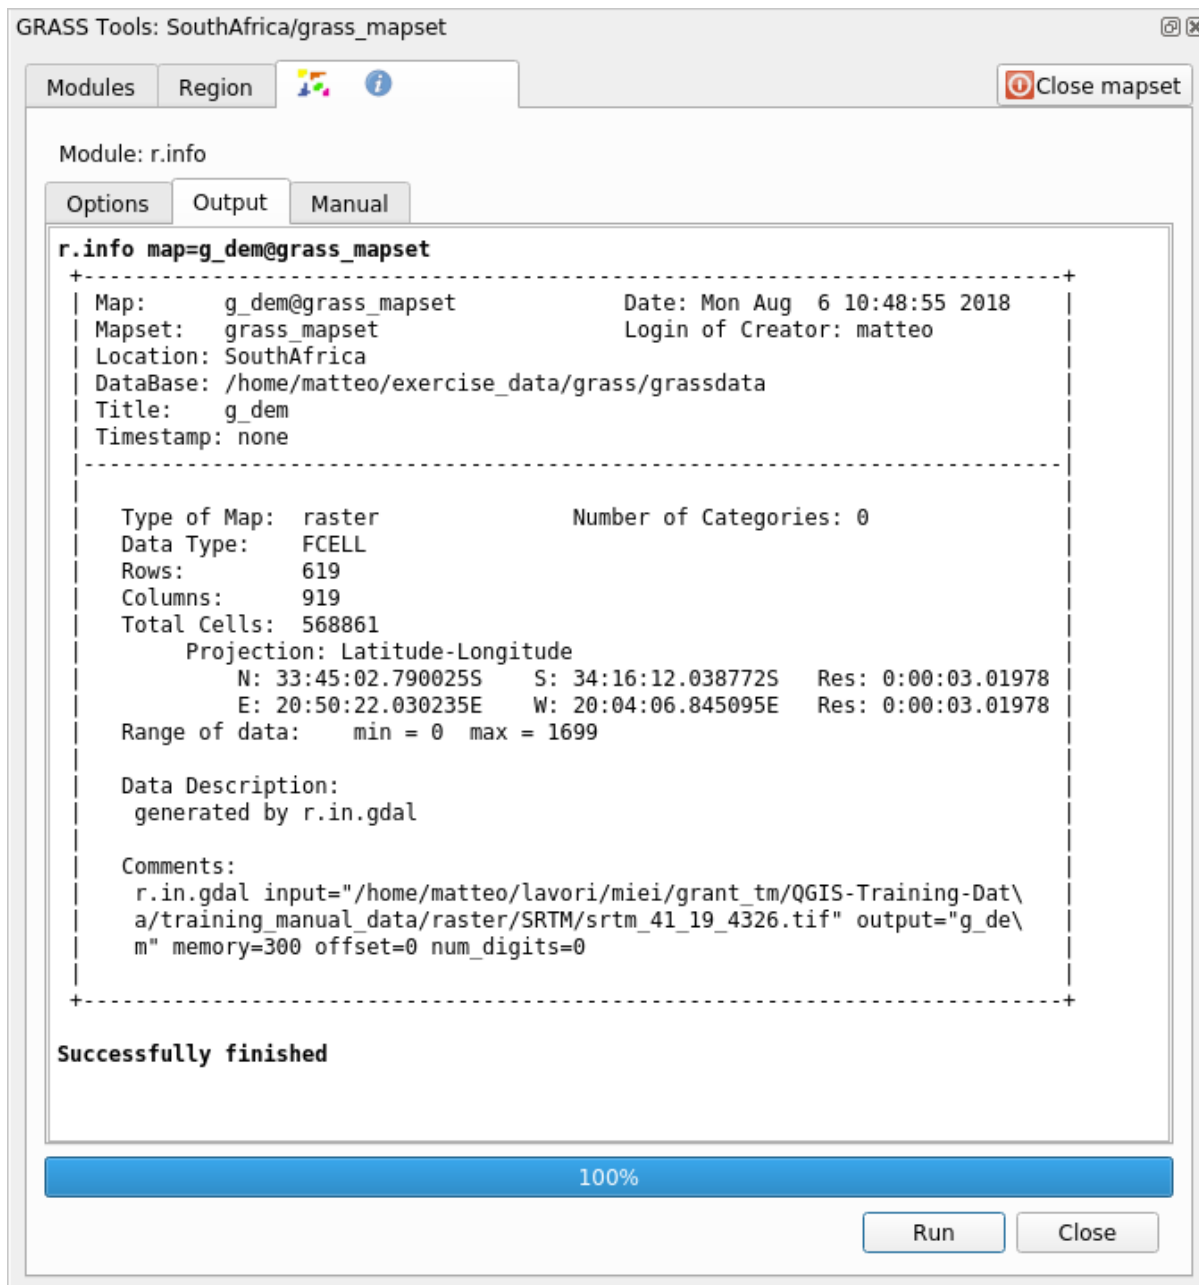 GRASS Tools: SouthAfrica/grass_mapset
Modules Region Close mapset
Module: r.info
Options Output Manual
r.info map=g_dem@grass_mapset
+----------------------------------------------------------------------------+
| Map:      g_dem@grass_mapset             Date: Mon Aug  6 10:48:55 2018    |
| Mapset:   grass_mapset                   Login of Creator: matteo          |
| Location: SouthAfrica                                                      |
| DataBase: /home/matteo/exercise_data/grass/grassdata                       |
| Title:    g_dem                                                            |
| Timestamp: none                                                            |
|----------------------------------------------------------------------------|
|                                                                            |
|   Type of Map:  raster               Number of Categories: 0               |
|   Data Type:    FCELL                                                      |
|   Rows:         619                                                        |
|   Columns:      919                                                        |
|   Total Cells:  568861                                                     |
|        Projection: Latitude-Longitude                                      |
|            N: 33:45:02.790025S    S: 34:16:12.038772S   Res: 0:00:03.01978 |
|            E: 20:50:22.030235E    W: 20:04:06.845095E   Res: 0:00:03.01978 |
|   Range of data:    min = 0  max = 1699                                    |
|                                                                            |
|   Data Description:                                                        |
|    generated by r.in.gdal                                                  |
|                                                                            |
|   Comments:                                                                |
|    r.in.gdal input="/home/matteo/lavori/miei/grant_tm/QGIS-Training-Dat\   |
|    a/training_manual_data/raster/SRTM/srtm_41_19_4326.tif" output="g_de\   |
|    m" memory=300 offset=0 num_digits=0                                     |
|                                                                            |
+----------------------------------------------------------------------------+
Successfully finished
100%
Run Close